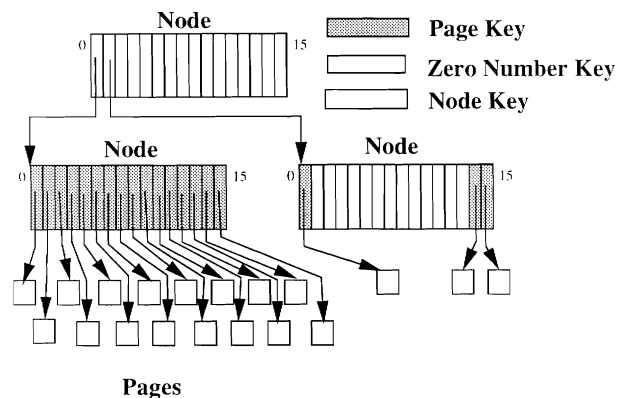 Node
0
15
Page Key
Zero Number Key
Node Key
Node
0
15
Node
0
15
Pages